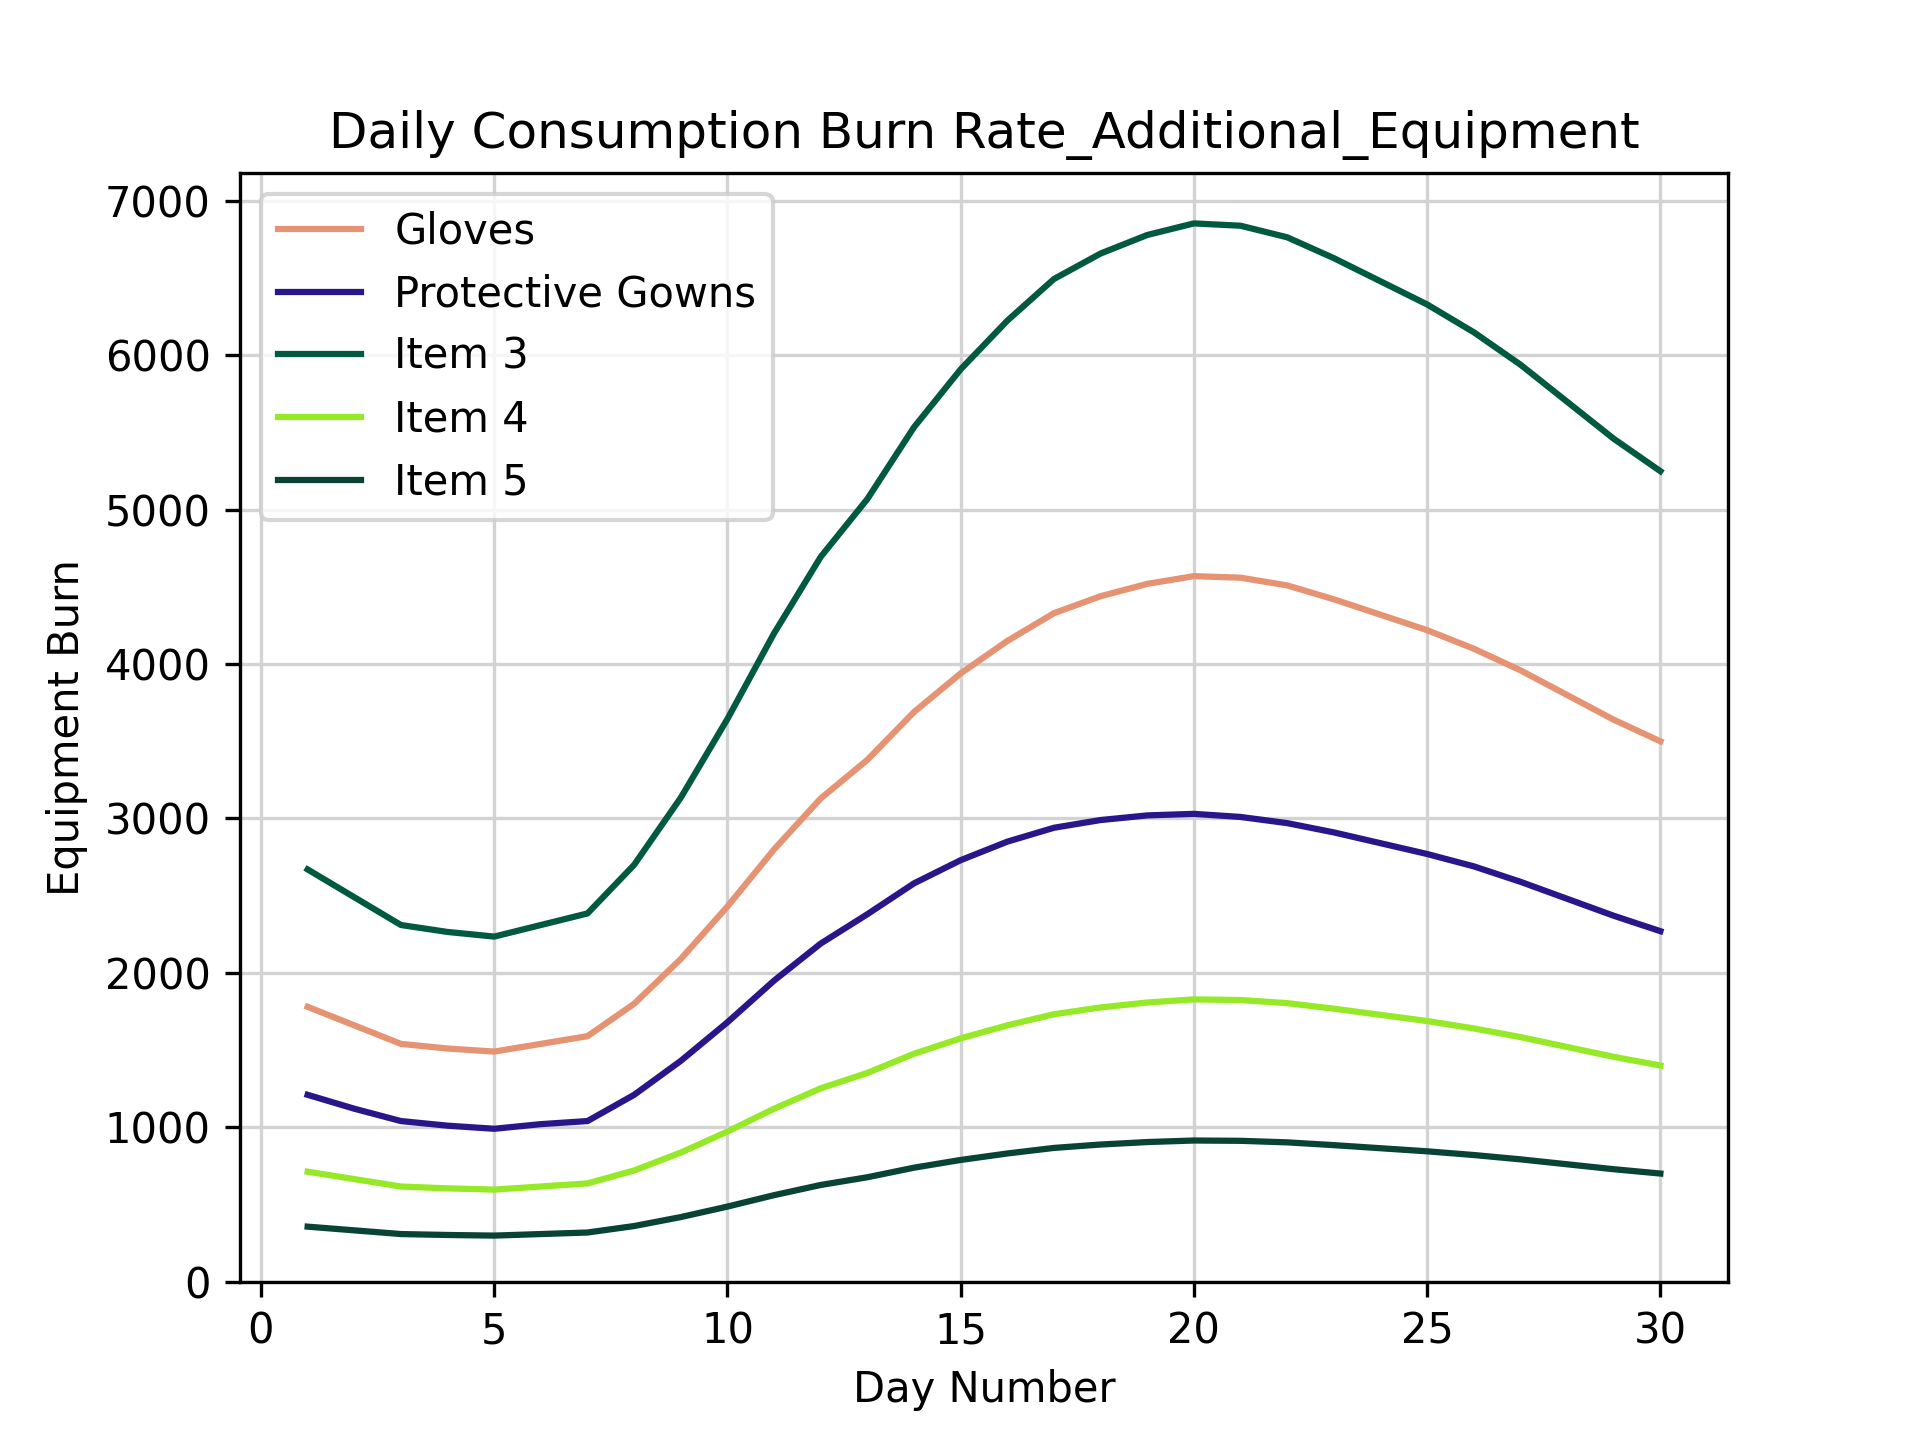 Daily Consumption Burn Rate_Additional_Equipment
7000
6000
5000
4000
3000
2000
1000
0
Equipment Burn
Gloves
Protective Gowns
Item 3
Item 4
Item 5
0 5 10 15 20 25 30
Day Number